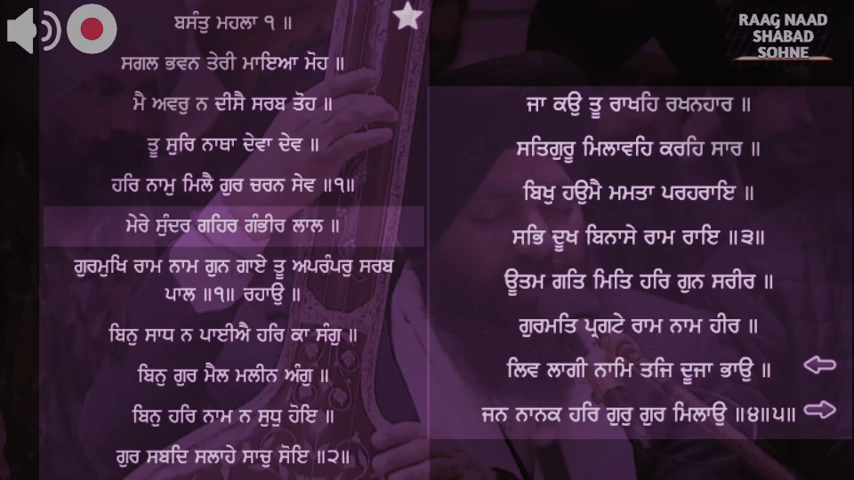 ਬਸੰਤੁ ਮਹਲਾ ੧ ॥
ਸਗਲ ਭਵਨ ਤੇਰੀ ਮਾਇਆ ਮੋਹ ॥
ਮੈ ਅਵਰੁ ਨ ਦੀਸੈ ਸਰਬ ਤੋਹ ॥
ਤੂ ਸੁਰਿ ਨਾਥਾ ਦੇਵਾ ਦੇਵ ॥
ਹਰਿ ਨਾਮੁ ਮਿਲੈ ਗੁਰ ਚਰਨ ਸੇਵ ॥੧॥
ਮੇਰੇ ਸੁੰਦਰ ਗਹਿਰ ਗੰਭੀਰ ਲਾਲ ॥
ਗੁਰਮੁਖਿ ਰਾਮ ਨਾਮ ਗੁਨ ਗਾਏ ਤੂ ਅਪਰੰਪਰੁ ਸਰਬ
ਪਾਲ ॥੧॥ ਰਹਾਉ ॥
ਬਿਨੁ ਸਾਧ ਨ ਪਾਈਐ ਹਰਿ ਕਾ ਸੰਗੁ ॥
ਬਿਨੁ ਗੁਰ ਮੈਲ ਮਲੀਨ ਅੰਗੁ ॥
ਬਿਨੁ ਹਰਿ ਨਾਮ ਨ ਸੁਧੁ ਹੋਇ ॥
ਗੁਰ ਸਬਦਿ ਸਲਾਹੇ ਸਾਚੁ ਸੋਇ ॥੨॥
RAAG NAAD
SHABAD
SOHNE
ਜਾ ਕਉ ਤੂ ਰਾਖਹਿ ਰਖਨਹਾਰ ॥
ਸਤਿਗੁਰੂ ਮਿਲਾਵਹਿ ਕਰਹਿ ਸਾਰ ॥
ਬਿਖੁ ਹਉਮੈ ਮਮਤਾ ਪਰਹਰਾਇ ॥
ਸਭਿ ਦੂਖ ਬਿਨਾਸੇ ਰਾਮ ਰਾਇ ॥੩॥
ਊਤਮ ਗਤਿ ਮਿਤਿ ਹਰਿ ਗੁਨ ਸਰੀਰ ॥
ਗੁਰਮਤਿ ਪ੍ਰਗਟੇ ਰਾਮ ਨਾਮ ਹੀਰ ॥
ਲਿਵ ਲਾਗੀ ਨਾਮਿ ਤਜਿ ਦੂਜਾ ਭਾਉ ॥
ਜਨ ਨਾਨਕ ਹਰਿ ਗੁਰੁ ਗੁਰ ਮਿਲਾਉ ॥੪॥੫॥